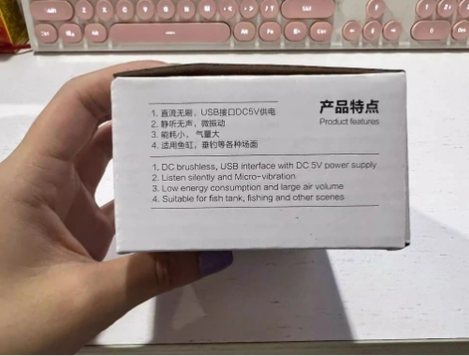 产品特点
Product features
1. 直流无刷，USB接口DC5V供电
2. 静听无声，微振动
3. 能耗小，气量大
4. 适用鱼缸，垂钓等各种场面
1. DC brushless, USB interface with DC 5V power supply
2. Listen silently and Micro-vibration
3. Low energy consumption and large air volume
4. Suitable for fish tank, fishing and other scenes